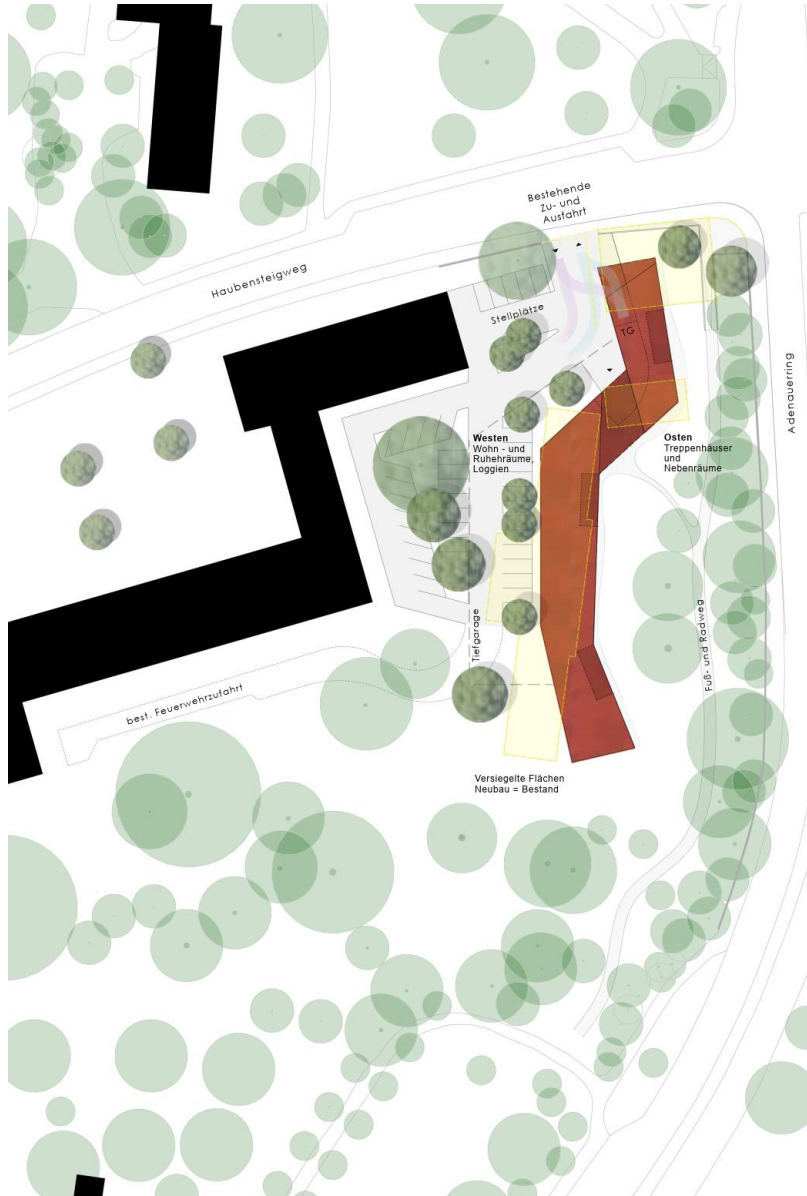 Bestehende
Zu- und
Ausfahrt
Haubensteigweg
Stellplätze
TG
Adenauerring
Westen
Wohn - und
Ruhehräume,
Loggien
Osten
Treppenhäuser
und
Nebenräume
Tiefgarage
Fuß- und Radweg
best. Feuerwehrzufahrt
Versiegelte Flächen
Neubau = Bestand